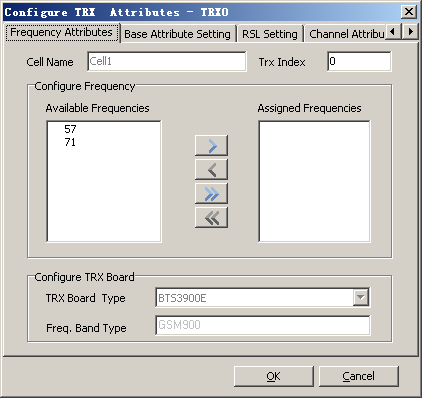 Configure TRX Attributes - TRX0
Frequency Attributes Base Attribute Setting RSL Setting Channel Attribu
Cell Name Cell1 Trx Index 0
Configure Frequency
Available Frequencies Assigned Frequencies
57
71
Configure TRX Board
TRX Board Type BTS3900E
Freq. Band Type GSM900
OK Cancel